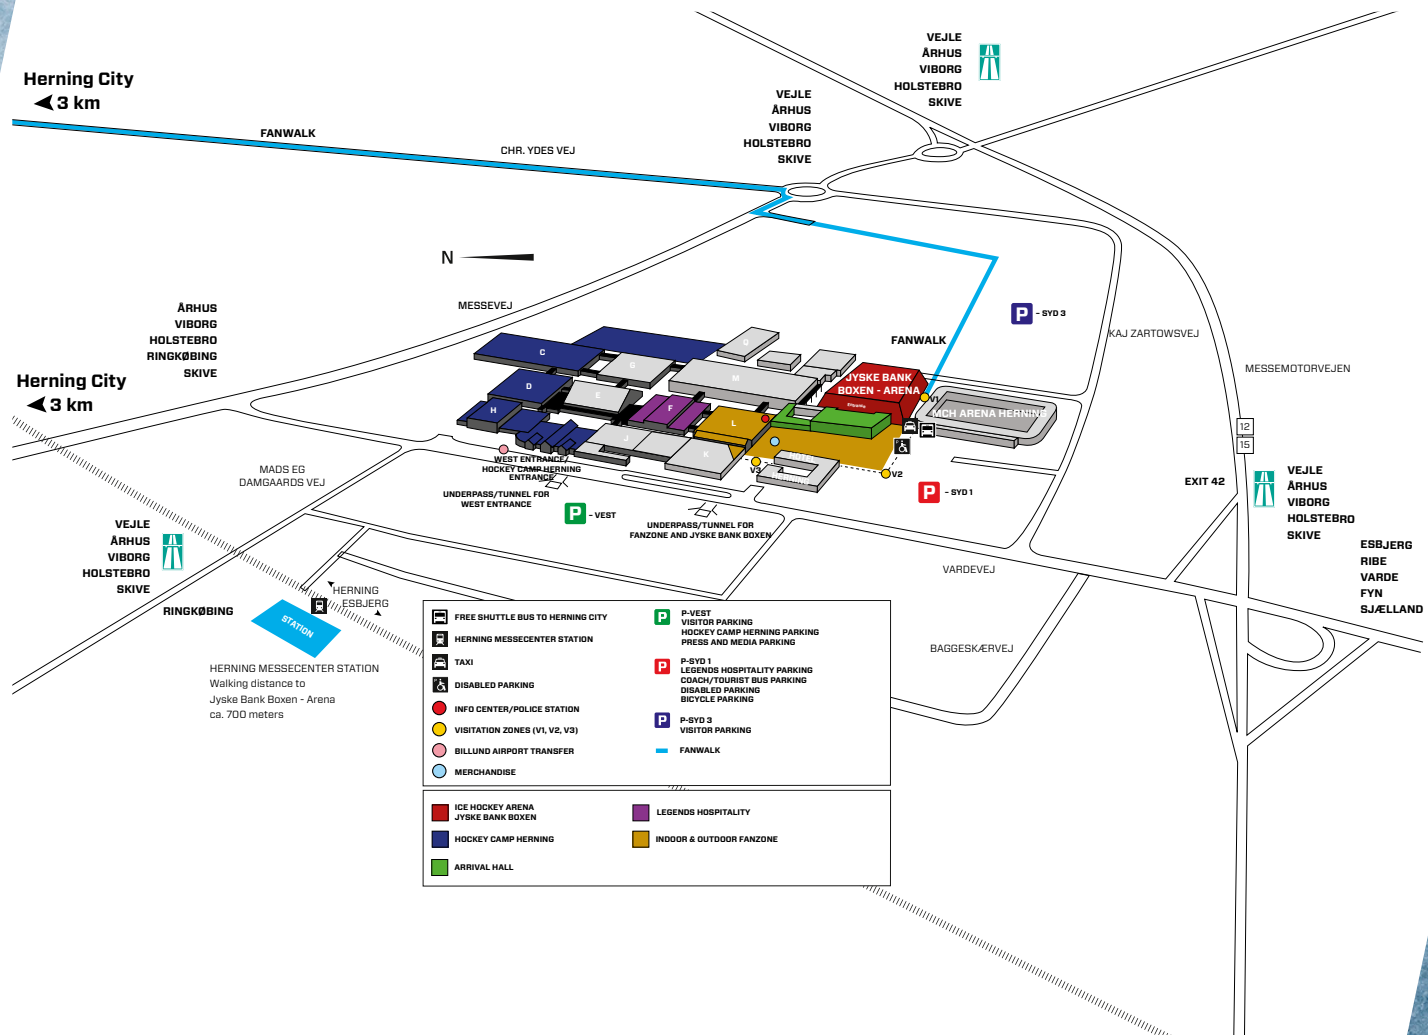 VEJLE
ÅRHUS
VIBORG
HOLSTEBRO
SKIVE
Herning City
3 km
VEJLE
ÅRHUS
VIBORG
HOLSTEBRO
SKIVE
FANWALK
CHR. YDES VEJ
N
MESSEVEJ
ÅRHUS
VIBORG
HOLSTEBRO
RINGKØBING
SKIVE
Herning City
3 km
P - SYD 3
FANWALK
KAJ ZARTOWSVEJ
MESSEMOTORVEJEN
C
G
O
M
JYSKE BANK
BOXEN - ARENA
D
E
V1
H
F
MCH ARENA HERNING
L
12
15
J
K
HOTEL
V3
V2
WEST ENTRANCE/
HOCKEY CAMP HERNING
ENTRANCE
MADS EG
DAMGAARDS VEJ
UNDERPASS/TUNNEL FOR
WEST ENTRANCE
P - VEST
P - SYD 1
EXIT 42
VEJLE
ÅRHUS
VIBORG
HOLSTEBRO
SKIVE
UNDERPASS/TUNNEL FOR
FANZONE AND JYSKE BANK BOXEN
VEJLE
ÅRHUS
VIBORG
HOLSTEBRO
SKIVE
ESBJERG
RIBE
VARDE
FYN
SJÆLLAND
VARDEVEJ
HERNING
ESBJERG
RINGKØBING
STATION
BAGGESKÆRVEJ
HERNING MESSECENTER STATION
Walking distance to
Jyske Bank Boxen - Arena
ca. 700 meters
FREE SHUTTLE BUS TO HERNING CITY
HERNING MESSECENTER STATION
TAXI
DISABLED PARKING
INFO CENTER/POLICE STATION
VISITATION ZONES (V1, V2, V3)
BILLUND AIRPORT TRANSFER
MERCHANDISE
P
P-VEST
VISITOR PARKING
HOCKEY CAMP HERNING PARKING
PRESS AND MEDIA PARKING
P
P-SYD 1
LEGENDS HOSPITALITY PARKING
COACH/TOURIST BUS PARKING
DISABLED PARKING
BICYCLE PARKING
P
P-SYD 3
VISITOR PARKING
FANWALK
ICE HOCKEY ARENA
JYSKE BANK BOXEN
HOCKEY CAMP HERNING
ARRIVAL HALL
LEGENDS HOSPITALITY
INDOOR & OUTDOOR FANZONE